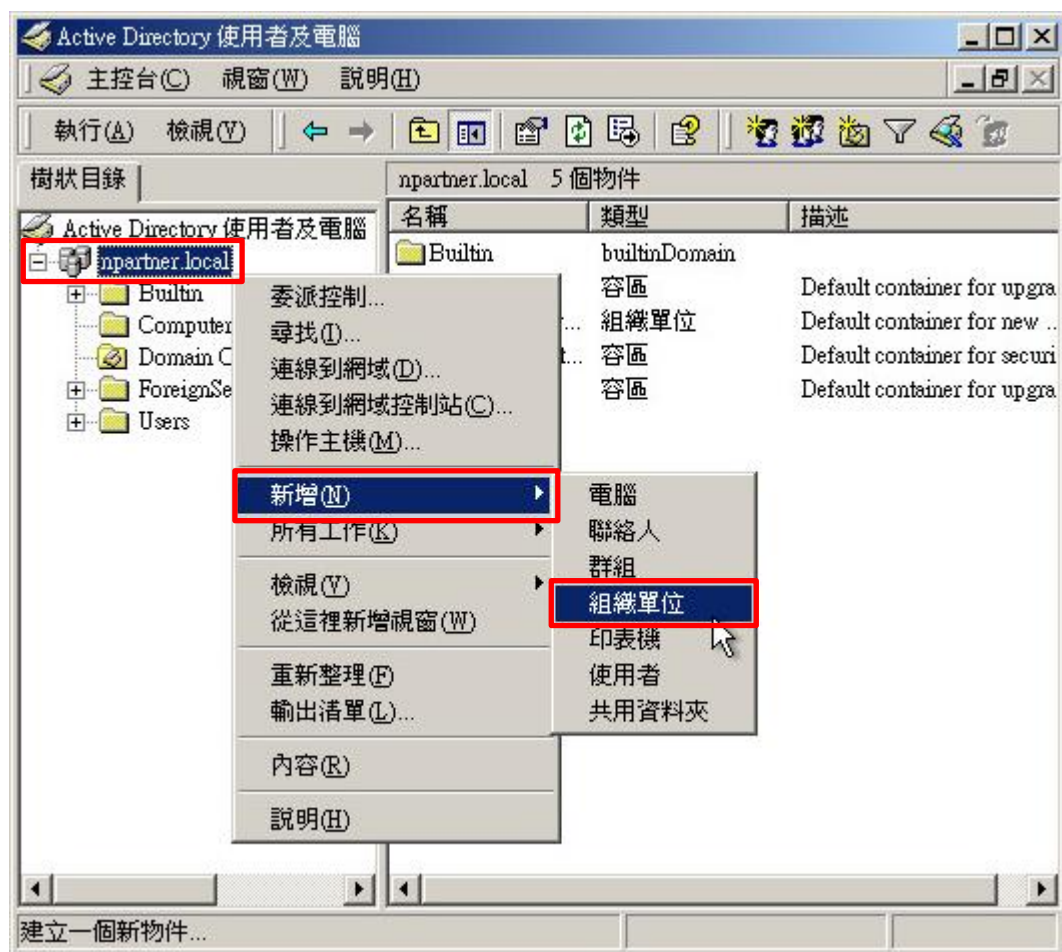 Active Directory 使用者及電腦
主控台(C) 視窗(W) 說明(H)
執行(A) 檢視(V)
樹狀目錄
npartner.local 5 個物件
Active Directory 使用者及電腦
npartner.local
Builtin
Computer
Domain C
ForeignSe
Users
名稱 類型 描述
Builtin builtinDomain
容區 Default container for upgra
... 組織單位 Default container for new ...
t... 容區 Default container for securi
容區 Default container for upgra
委派控制...
尋找(I)...
連線到網域(D)...
連線到網域控制站(C)...
操作主機(M)...
新增(N)
所有工作(K)
檢視(V)
從這裡新增視窗(W)
重新整理(F)
輸出清單(L)...
內容(R)
說明(H)
電腦
聯絡人
群組
組織單位
印表機
使用者
共用資料夾
建立一個新物件...